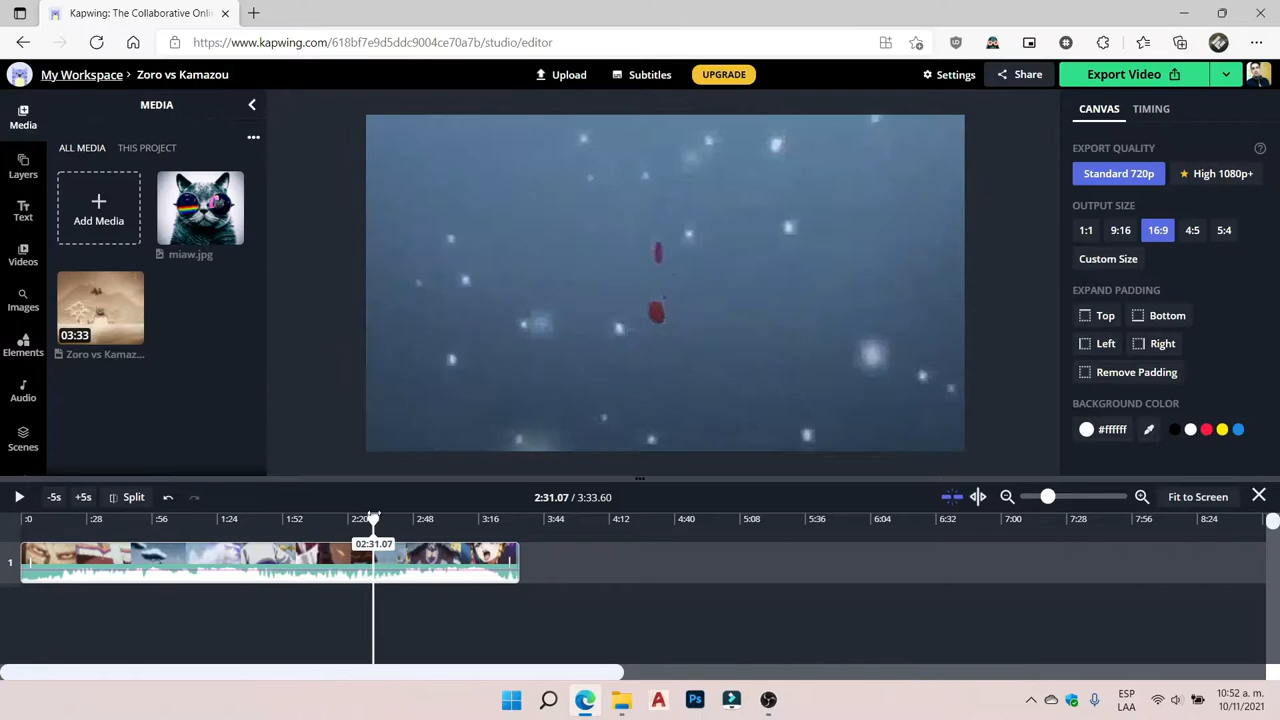 Kapwing: The Collaborative Onli
https://www.kapwing.com/618bf7e9d5ddc9004ce70a7b/studio/editor
My Workspace > Zoro vs Kamazou
Upload
Subtitles
UPGRADE
Settings
Share
Export Video
Media
Layers
Text
Videos
Images
Elements
Audio
Scenes
MEDIA
ALL MEDIA
THIS PROJECT
+
Add Media
miaw.jpg
03:33
Zoro vs Kamaz...
CANVAS
TIMING
EXPORT QUALITY
Standard 720p
High 1080p+
OUTPUT SIZE
1:1
9:16
16:9
4:5
5:4
Custom Size
EXPAND PADDING
Top
Bottom
Left
Right
Remove Padding
BACKGROUND COLOR
#ffffff
-5s
+5s
Split
2:31.07 / 3:33.60
Fit to Screen
:0
:28
:56
1:24
1:52
2:20
2:48
3:16
3:44
4:12
4:40
5:08
5:36
6:04
6:32
7:00
7:28
7:56
8:24
02:31.07
1
A
Ps
ESP
LAA
10:52 a. m.
10/11/2021